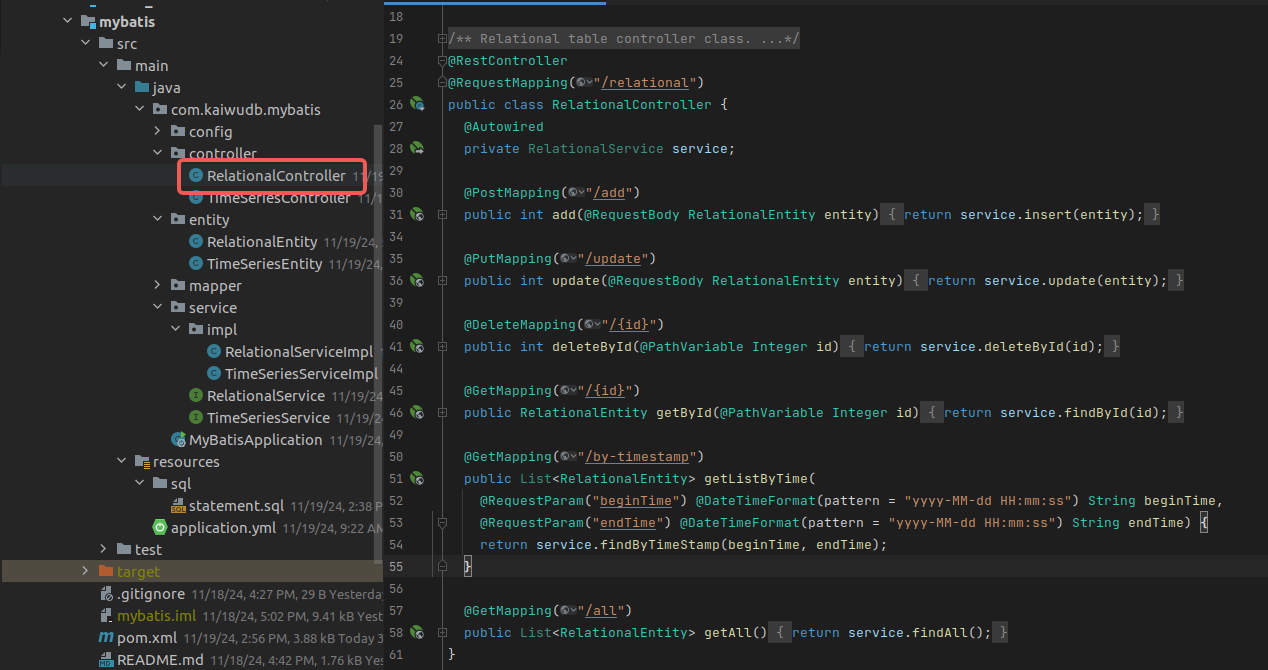 mybatis
src
main
java
com.kaiwudb.mybatis
config
controller
RelationalController 11/19
TimeSeriesController 11/1
entity
RelationalEntity 11/19/24,
TimeSeriesEntity 11/19/24,
mapper
service
impl
RelationalServiceImpl
TimeSeriesServiceImpl
RelationalService 11/19/24
TimeSeriesService 11/19/24
MyBatisApplication 11/19/24,
resources
sql
statement.sql 11/19/24, 2:38 P
application.yml 11/19/24, 9:22 AM
test
target
.gitignore 11/18/24, 4:27 PM, 29 B Yesterda
mybatis.iml 11/18/24, 5:02 PM, 9.41 kB Yest
pom.xml 11/19/24, 2:56 PM, 3.88 kB Today 3
README.md 11/18/24, 4:42 PM, 1.76 kB Yes
18
19 /** Relational table controller class. ...*/
24 @RestController
25 @RequestMapping("/relational")
26 public class RelationalController {
27 @Autowired
28 private RelationalService service;
29
30 @PostMapping("/add")
31 public int add(@RequestBody RelationalEntity entity) { return service.insert(entity); }
34
35 @PutMapping("/update")
36 public int update(@RequestBody RelationalEntity entity) { return service.update(entity); }
39
40 @DeleteMapping("/{id}")
41 public int deleteById(@PathVariable Integer id) { return service.deleteById(id); }
44
45 @GetMapping("/{id}")
46 public RelationalEntity getById(@PathVariable Integer id) { return service.findById(id); }
49
50 @GetMapping("/by-timestamp")
51 public List<RelationalEntity> getListByTime(
52 @RequestParam("beginTime") @DateTimeFormat(pattern = "yyyy-MM-dd HH:mm:ss") String beginTime,
53 @RequestParam("endTime") @DateTimeFormat(pattern = "yyyy-MM-dd HH:mm:ss") String endTime) {
54 return service.findByTimeStamp(beginTime, endTime);
55 }
56
57 @GetMapping("/all")
58 public List<RelationalEntity> getAll() { return service.findAll(); }
61 }